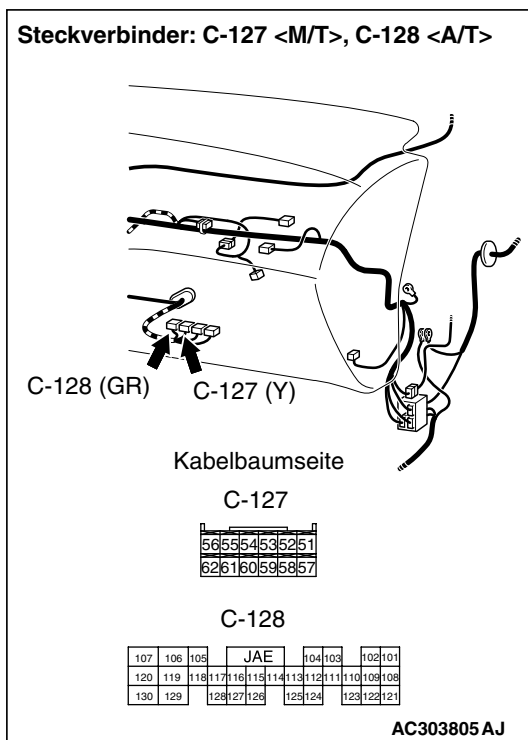 Steckverbinder: C-127 <M/T>, C-128 <A/T>
C-128 (GR)
C-127 (Y)
Kabelbaumseite
C-127
56 55 54 53 52 51
62 61 60 59 58 57
C-128
107 106 105 JAE 104 103 102 101
120 119 118 117 116 115 114 113 112 111 110 109 108
130 129 128 127 126 125 124 123 122 121
AC303805 AJ